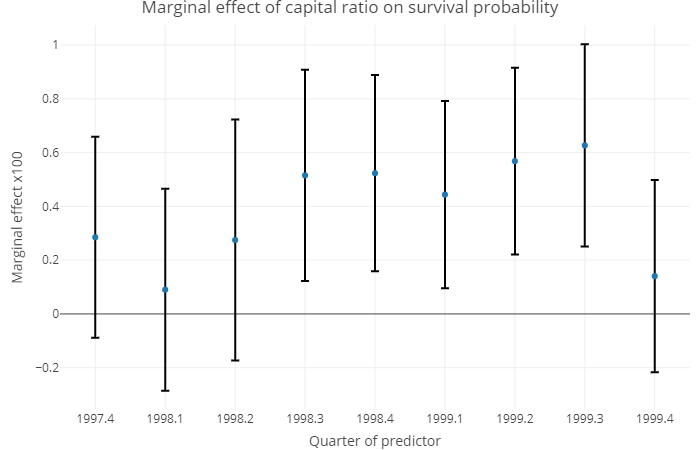 Marginal effect of capital ratio on survival probability
Marginal effect x100
1
0.8
0.6
0.4
0.2
0
−0.2
1997.4 1998.1 1998.2 1998.3 1998.4 1999.1 1999.2 1999.3 1999.4
Quarter of predictor